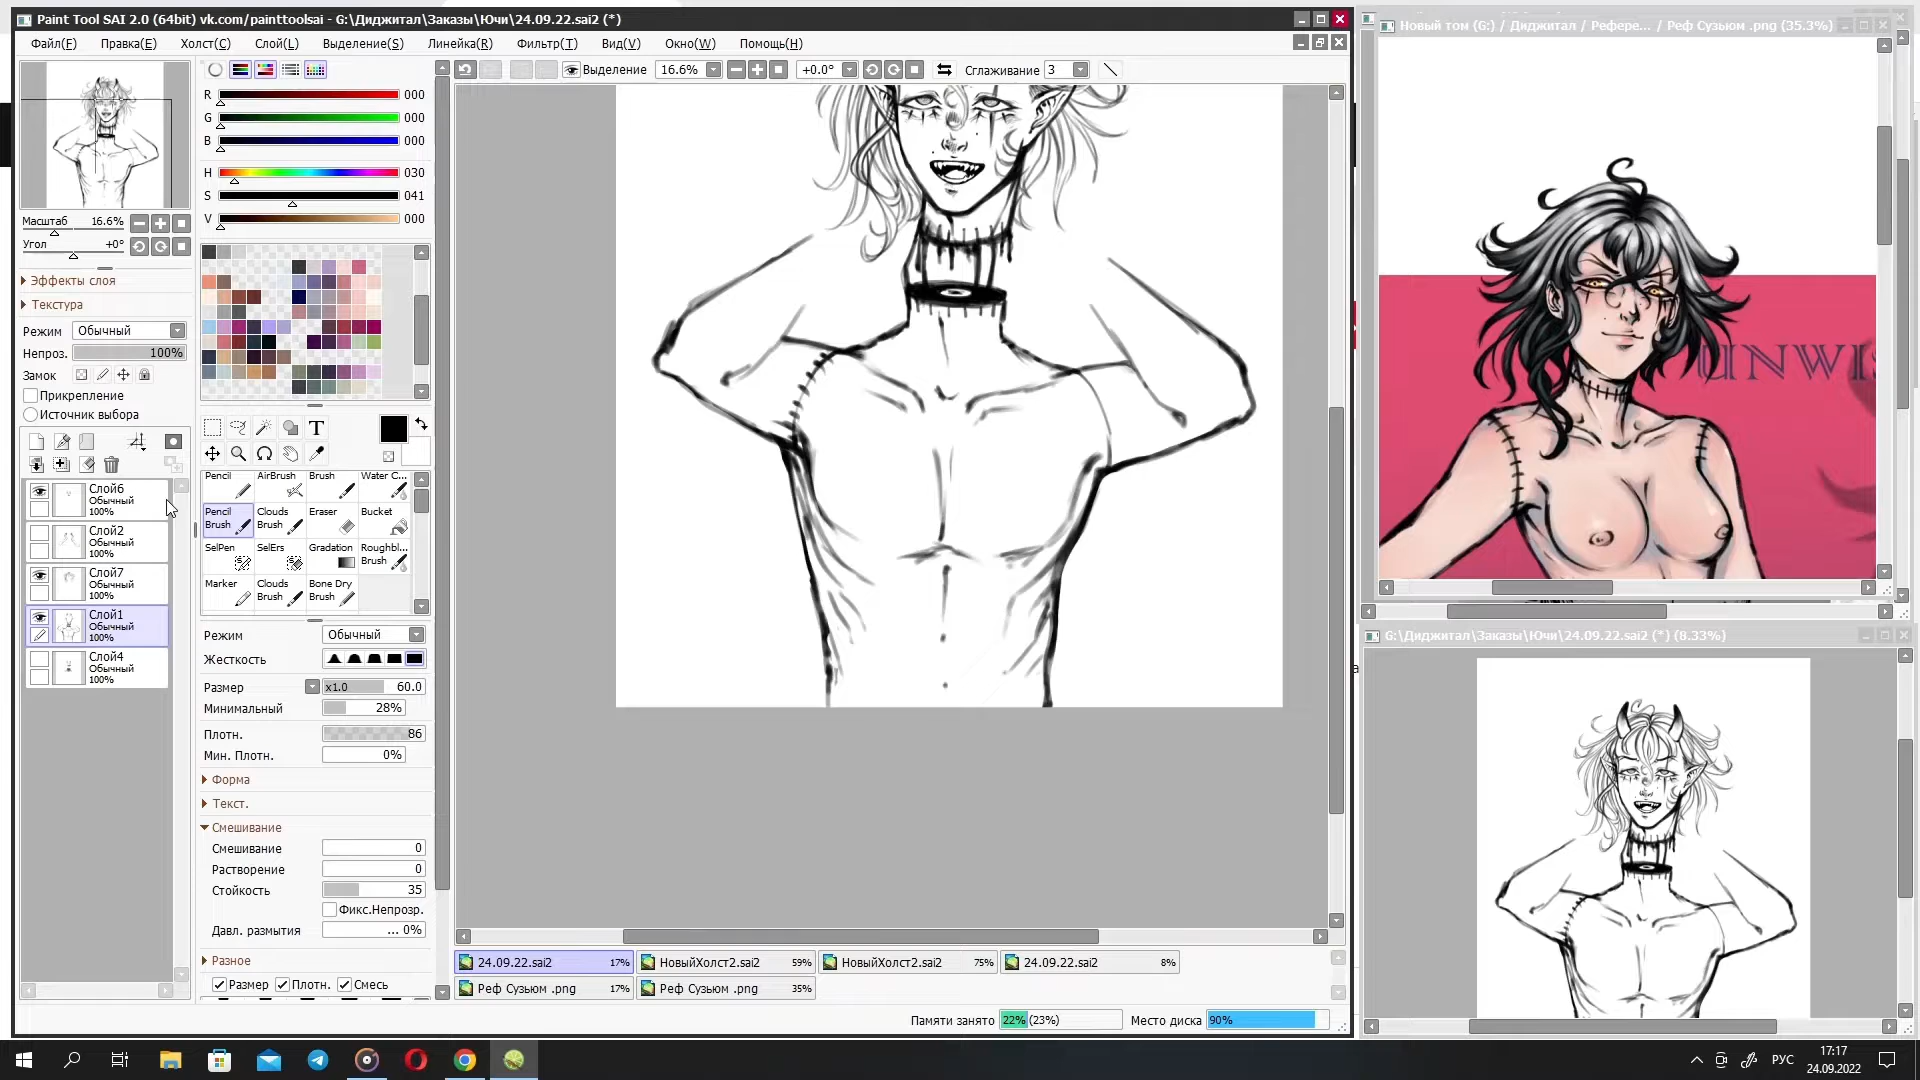 Paint Tool SAI 2.0 (64bit) vk.com/painttoolsai - G:\Диджитал\Заказы\Ючи\24.09.22.sai2 (*)
Новый том (G:) / Диджитал / Рефере... / Реф Сузьюм .png (35.3%)
Файл(F) Правка(E) Холст(C) Слой(L) Выделение(S) Линейка(R) Фильтр(T) Вид(V) Окно(W) Помощь(H)
Выделение 16.6% +0.0° Сглаживание 3
R 000
G 000
B 000
H 030
S 041
V 000
Масштаб 16.6%
Угол +0°
Эффекты слоя
Текстура
Режим Обычный
Непроз. 100%
Замок
Прикрепление
Источник выбора
Слой6
Обычный
100%
Слой2
Обычный
100%
Слой7
Обычный
100%
Слой1
Обычный
100%
Слой4
Обычный
100%
T
Pencil AirBrush Brush Water C...
Pencil Brush Clouds Brush Eraser Bucket
SelPen SelErs Gradation Roughbl... Brush
Marker Clouds Brush Bone Dry Brush
Режим Обычный
Жесткость
Размер x1.0 60.0
Минимальный 28%
Плотн. 86
Мин. Плотн. 0%
Форма
Текст.
Смешивание
Смешивание 0
Растворение 0
Стойкость 35
Фикс.Непрозр.
Давл. размытия ... 0%
Разное
Размер Плотн. Смесь
UNWIS
G:\Диджитал\Заказы\Ючи\24.09.22.sai2 (*) (8.33%)
24.09.22.sai2 17% НовыйХолст2.sai2 59% НовыйХолст2.sai2 75% 24.09.22.sai2 8%
Реф Сузьюм .png 17% Реф Сузьюм .png 35%
Памяти занято 22% (23%) Место диска 90%
РУС
17:17
24.09.2022